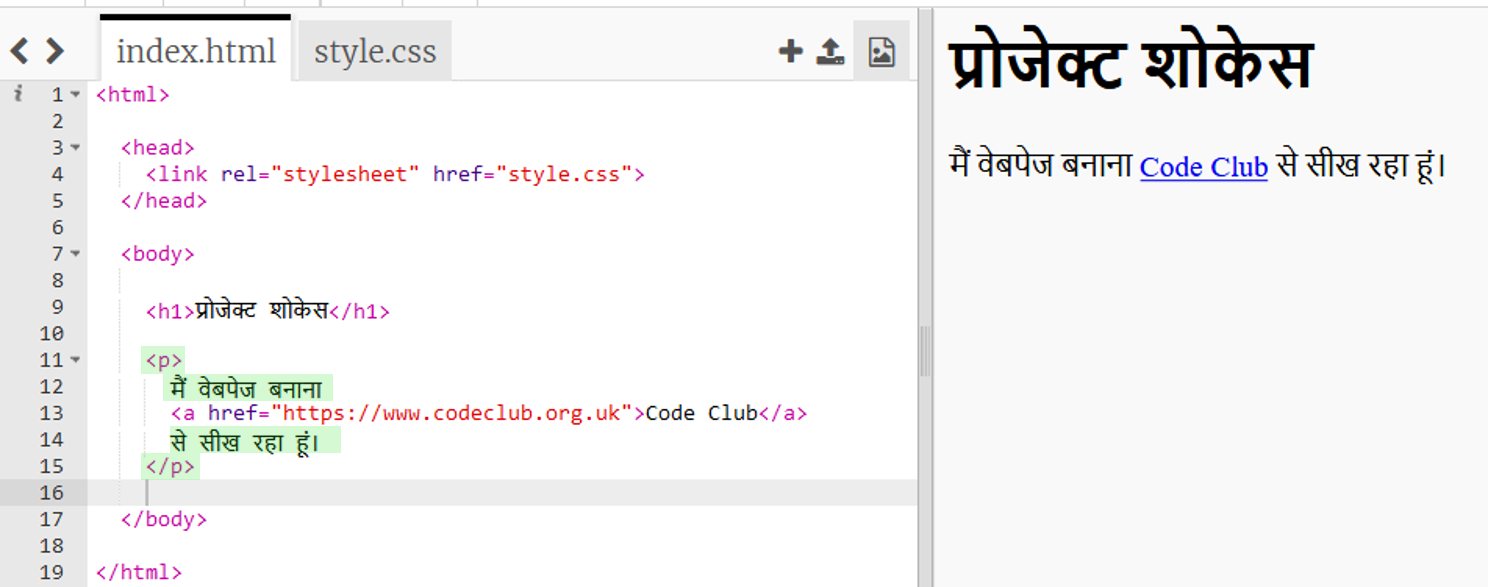 index.html style.css
i 1 <html>
2
3 <head>
4 <link rel="stylesheet" href="style.css">
5 </head>
6
7 <body>
8
9 <h1>प्रोजेक्ट शोकेस</h1>
10
11 <p>
12 मैं वेबपेज बनाना
13 <a href="https://www.codeclub.org.uk">Code Club</a>
14 से सीख रहा हूं।
15 </p>
16
17 </body>
18
19 </html>
प्रोजेक्ट शोकेस
मैं वेबपेज बनाना Code Club से सीख रहा हूं।